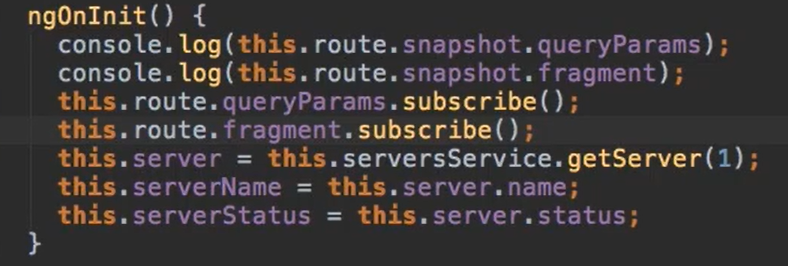 ngOnInit() {
console.log(this.route.snapshot.queryParams);
console.log(this.route.snapshot.fragment);
this.route.queryParams.subscribe();
this.route.fragment.subscribe();
this.server = this.serversService.getServer(1);
this.serverName = this.server.name;
this.serverStatus = this.server.status;
}